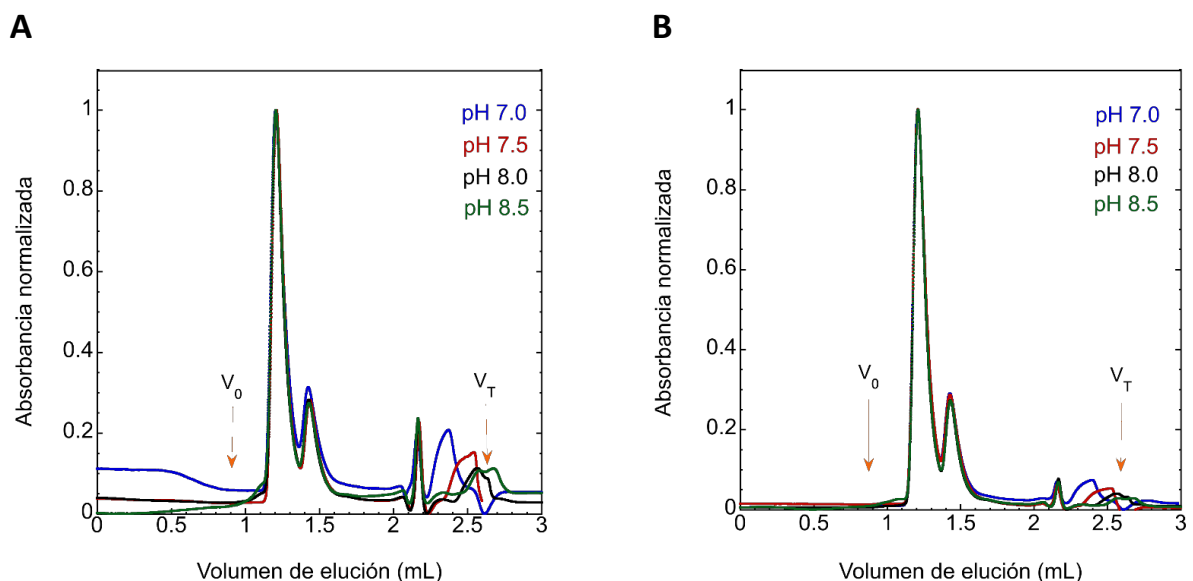 A
Absorbancia normalizada
1
0.8
0.6
0.4
0.2
0
pH 7.0
pH 7.5
pH 8.0
pH 8.5
V0
VT
0 0.5 1 1.5 2 2.5 3
Volumen de elución (mL)
B
Absorbancia normalizada
1
0.8
0.6
0.4
0.2
0
pH 7.0
pH 7.5
pH 8.0
pH 8.5
V0
VT
0 0.5 1 1.5 2 2.5 3
Volumen de elución (mL)